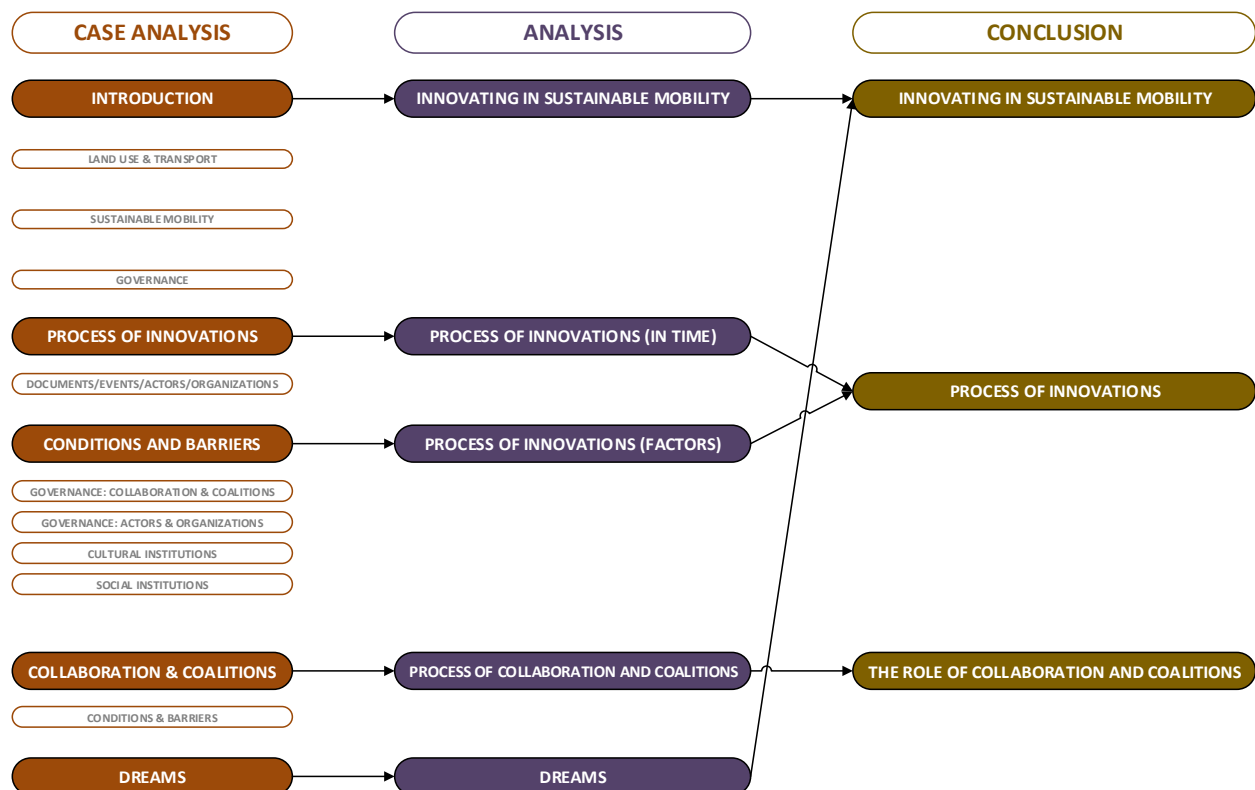 CASE ANALYSIS
ANALYSIS
CONCLUSION
INTRODUCTION
INNOVATING IN SUSTAINABLE MOBILITY
INNOVATING IN SUSTAINABLE MOBILITY
LAND USE & TRANSPORT
SUSTAINABLE MOBILITY
GOVERNANCE
PROCESS OF INNOVATIONS
PROCESS OF INNOVATIONS (IN TIME)
DOCUMENTS/EVENTS/ACTORS/ORGANIZATIONS
PROCESS OF INNOVATIONS
CONDITIONS AND BARRIERS
PROCESS OF INNOVATIONS (FACTORS)
GOVERNANCE: COLLABORATION & COALITIONS
GOVERNANCE: ACTORS & ORGANIZATIONS
CULTURAL INSTITUTIONS
SOCIAL INSTITUTIONS
COLLABORATION & COALITIONS
PROCESS OF COLLABORATION AND COALITIONS
THE ROLE OF COLLABORATION AND COALITIONS
CONDITIONS & BARRIERS
DREAMS
DREAMS